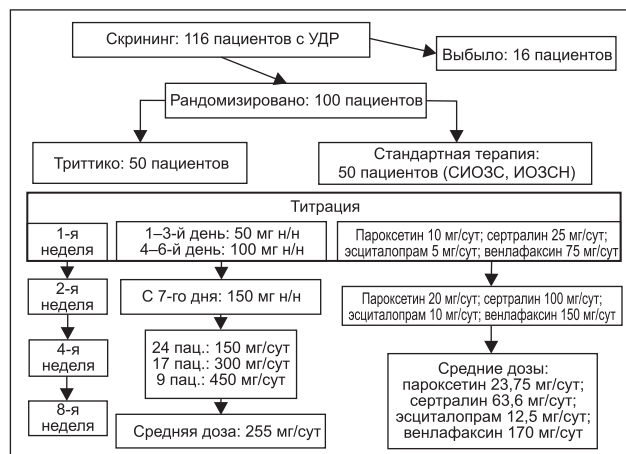 Скрининг: 116 пациентов с УДР
Выбыло: 16 пациентов
Рандомизировано: 100 пациентов
Триттико: 50 пациентов
Стандартная терапия:
50 пациентов (СИОЗС, ИОЗСН)
Титрация
1-я
неделя
1–3-й день: 50 мг н/н
4–6-й день: 100 мг н/н
Пароксетин 10 мг/сут; сертралин 25 мг/сут;
эсциталопрам 5 мг/сут; венлафаксин 75 мг/сут
2-я
неделя
С 7-го дня: 150 мг н/н
Пароксетин 20 мг/сут; сертралин 100 мг/сут;
эсциталопрам 10 мг/сут; венлафаксин 150 мг/сут
4-я
неделя
24 пац.: 150 мг/сут
17 пац.: 300 мг/сут
9 пац.: 450 мг/сут
8-я
неделя
Средняя доза: 255 мг/сут
Средние дозы:
пароксетин 23,75 мг/сут;
сертралин 63,6 мг/сут;
эсциталопрам 12,5 мг/сут;
венлафаксин 170 мг/сут